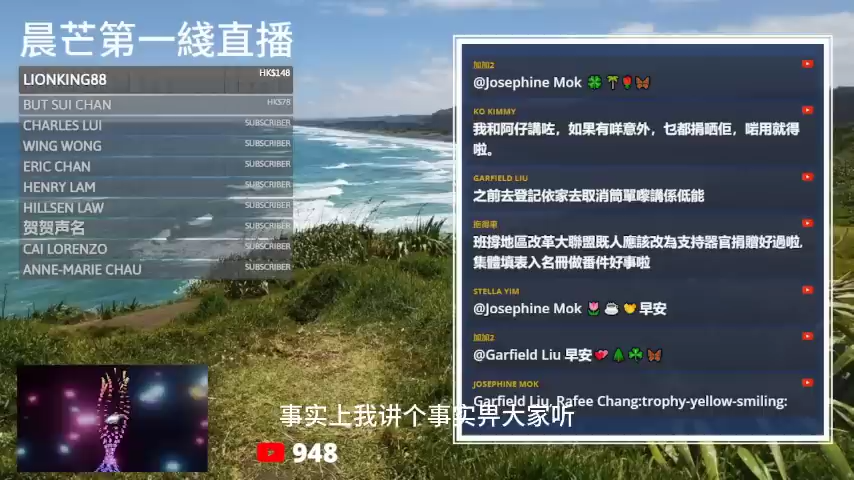 晨芒第一綫直播
LIONKING88 HK$148
BUT SUI CHAN HK$78
CHARLES LUI SUBSCRIBER
WING WONG SUBSCRIBER
ERIC CHAN SUBSCRIBER
HENRY LAM SUBSCRIBER
HILLSEN LAW SUBSCRIBER
贺贺声名 SUBSCRIBER
CAI LORENZO SUBSCRIBER
ANNE-MARIE CHAU SUBSCRIBER
加加2
@Josephine Mok 🍀🌴🌹🦋
KO KIMMY
我和阿仔講咗，如果有咩意外，乜都捐晒佢，啱用就得
啦。
GARFIELD LIU
之前去登記依家去取消簡單嚟講係低能
班撐地區改革大聯盟既人應該改為支持器官捐贈好過啦,
集體填表入名冊做番件好事啦
STELLA YIM
@Josephine Mok 🌷☕💛早安
加加2
@Garfield Liu 早安💖🌲🍀🦋
JOSEPHINE MOK
Garfield Liu, Rafee Chang:trophy-yellow-smiling:
事实上我讲个事实畀大家听
948